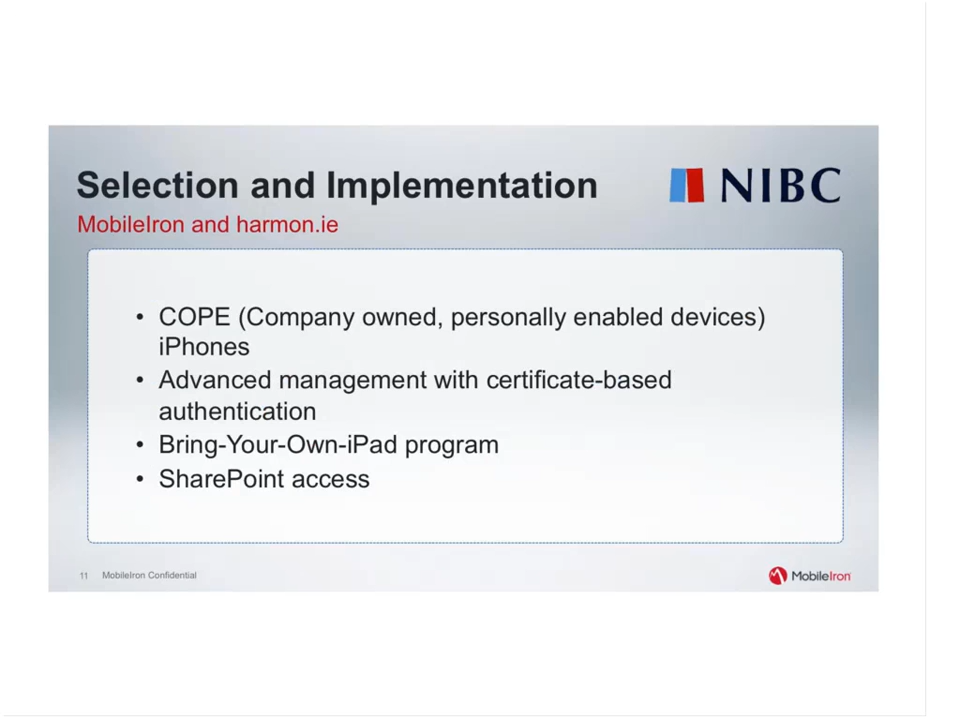 Selection and Implementation
NIBC
MobileIron and harmon.ie
• COPE (Company owned, personally enabled devices)
iPhones
• Advanced management with certificate-based
authentication
• Bring-Your-Own-iPad program
• SharePoint access
11 MobileIron Confidential
MobileIron